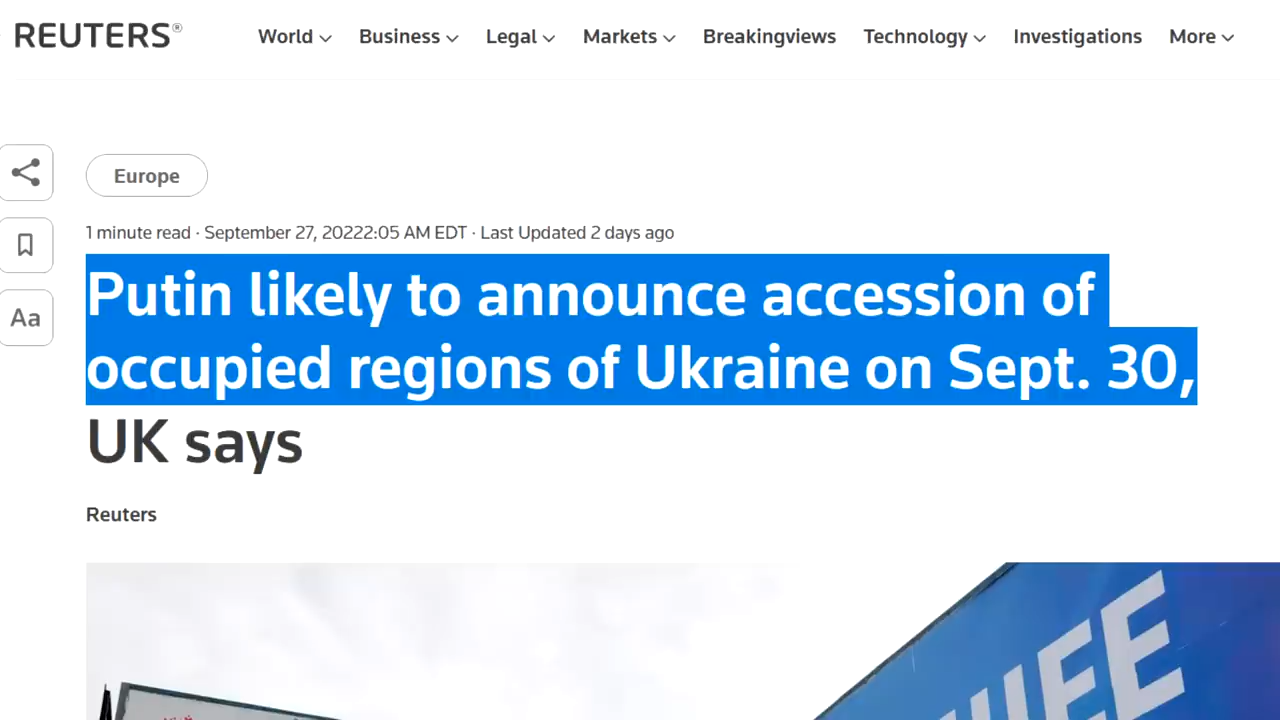 REUTERS®
World Business Legal Markets Breakingviews Technology Investigations More
Europe
1 minute read · September 27, 20222:05 AM EDT · Last Updated 2 days ago
Putin likely to announce accession of
occupied regions of Ukraine on Sept. 30,
UK says
Aa
Reuters